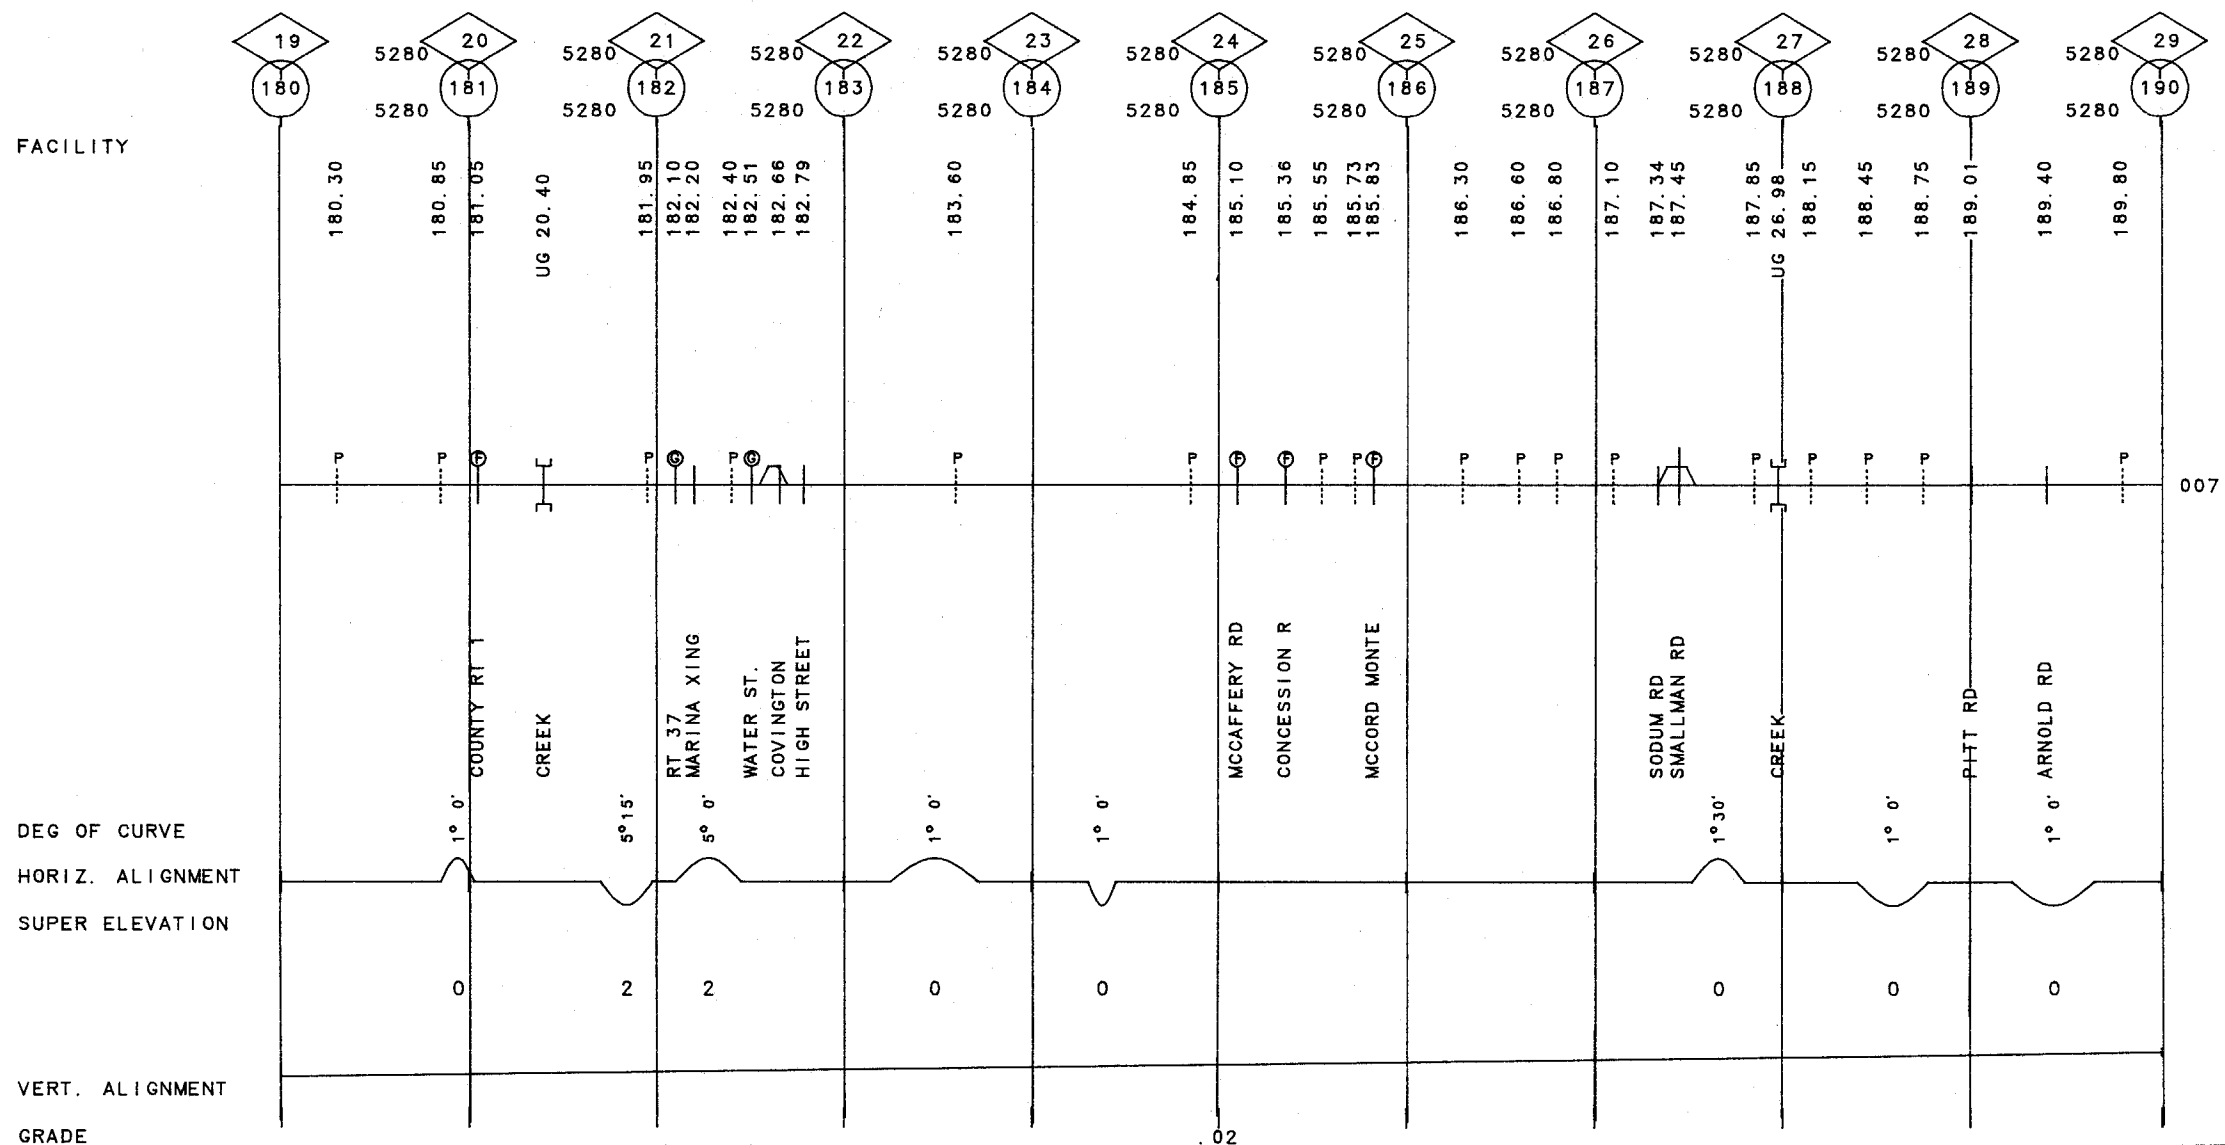 19 20 21 22 23 24 25 26 27 28 29
5280 5280 5280 5280 5280 5280 5280 5280 5280 5280
180 181 182 183 184 185 186 187 188 189 190
5280 5280 5280 5280 5280 5280 5280 5280 5280 5280
FACILITY
180.30
180.85
181.05
UG 20.40
181.95
182.10
182.20
182.40
182.51
182.66
182.79
183.60
184.85
185.10
185.36
185.55
185.73
185.83
186.30
186.60
186.80
187.10
187.34
187.45
187.85
UG 26.98
188.15
188.45
188.75
189.01
189.40
189.80
P P F P G P G P P F F P P F P P P P P P P P P
007
COUNTY RT 1
CREEK
RT 37
MARINA XING
WATER ST.
COVINGTON
HIGH STREET
MCCAFFERY RD
CONCESSION R
MCCORD MONTE
SODUM RD
SMALLMAN RD
CREEK
PITT RD
ARNOLD RD
DEG OF CURVE
1° 0'
5°15'
5° 0'
1° 0'
1° 0'
1°30'
1° 0'
1° 0'
HORIZ. ALIGNMENT
SUPER ELEVATION
0 2 2 0 0 0 0 0
VERT. ALIGNMENT
GRADE
.02